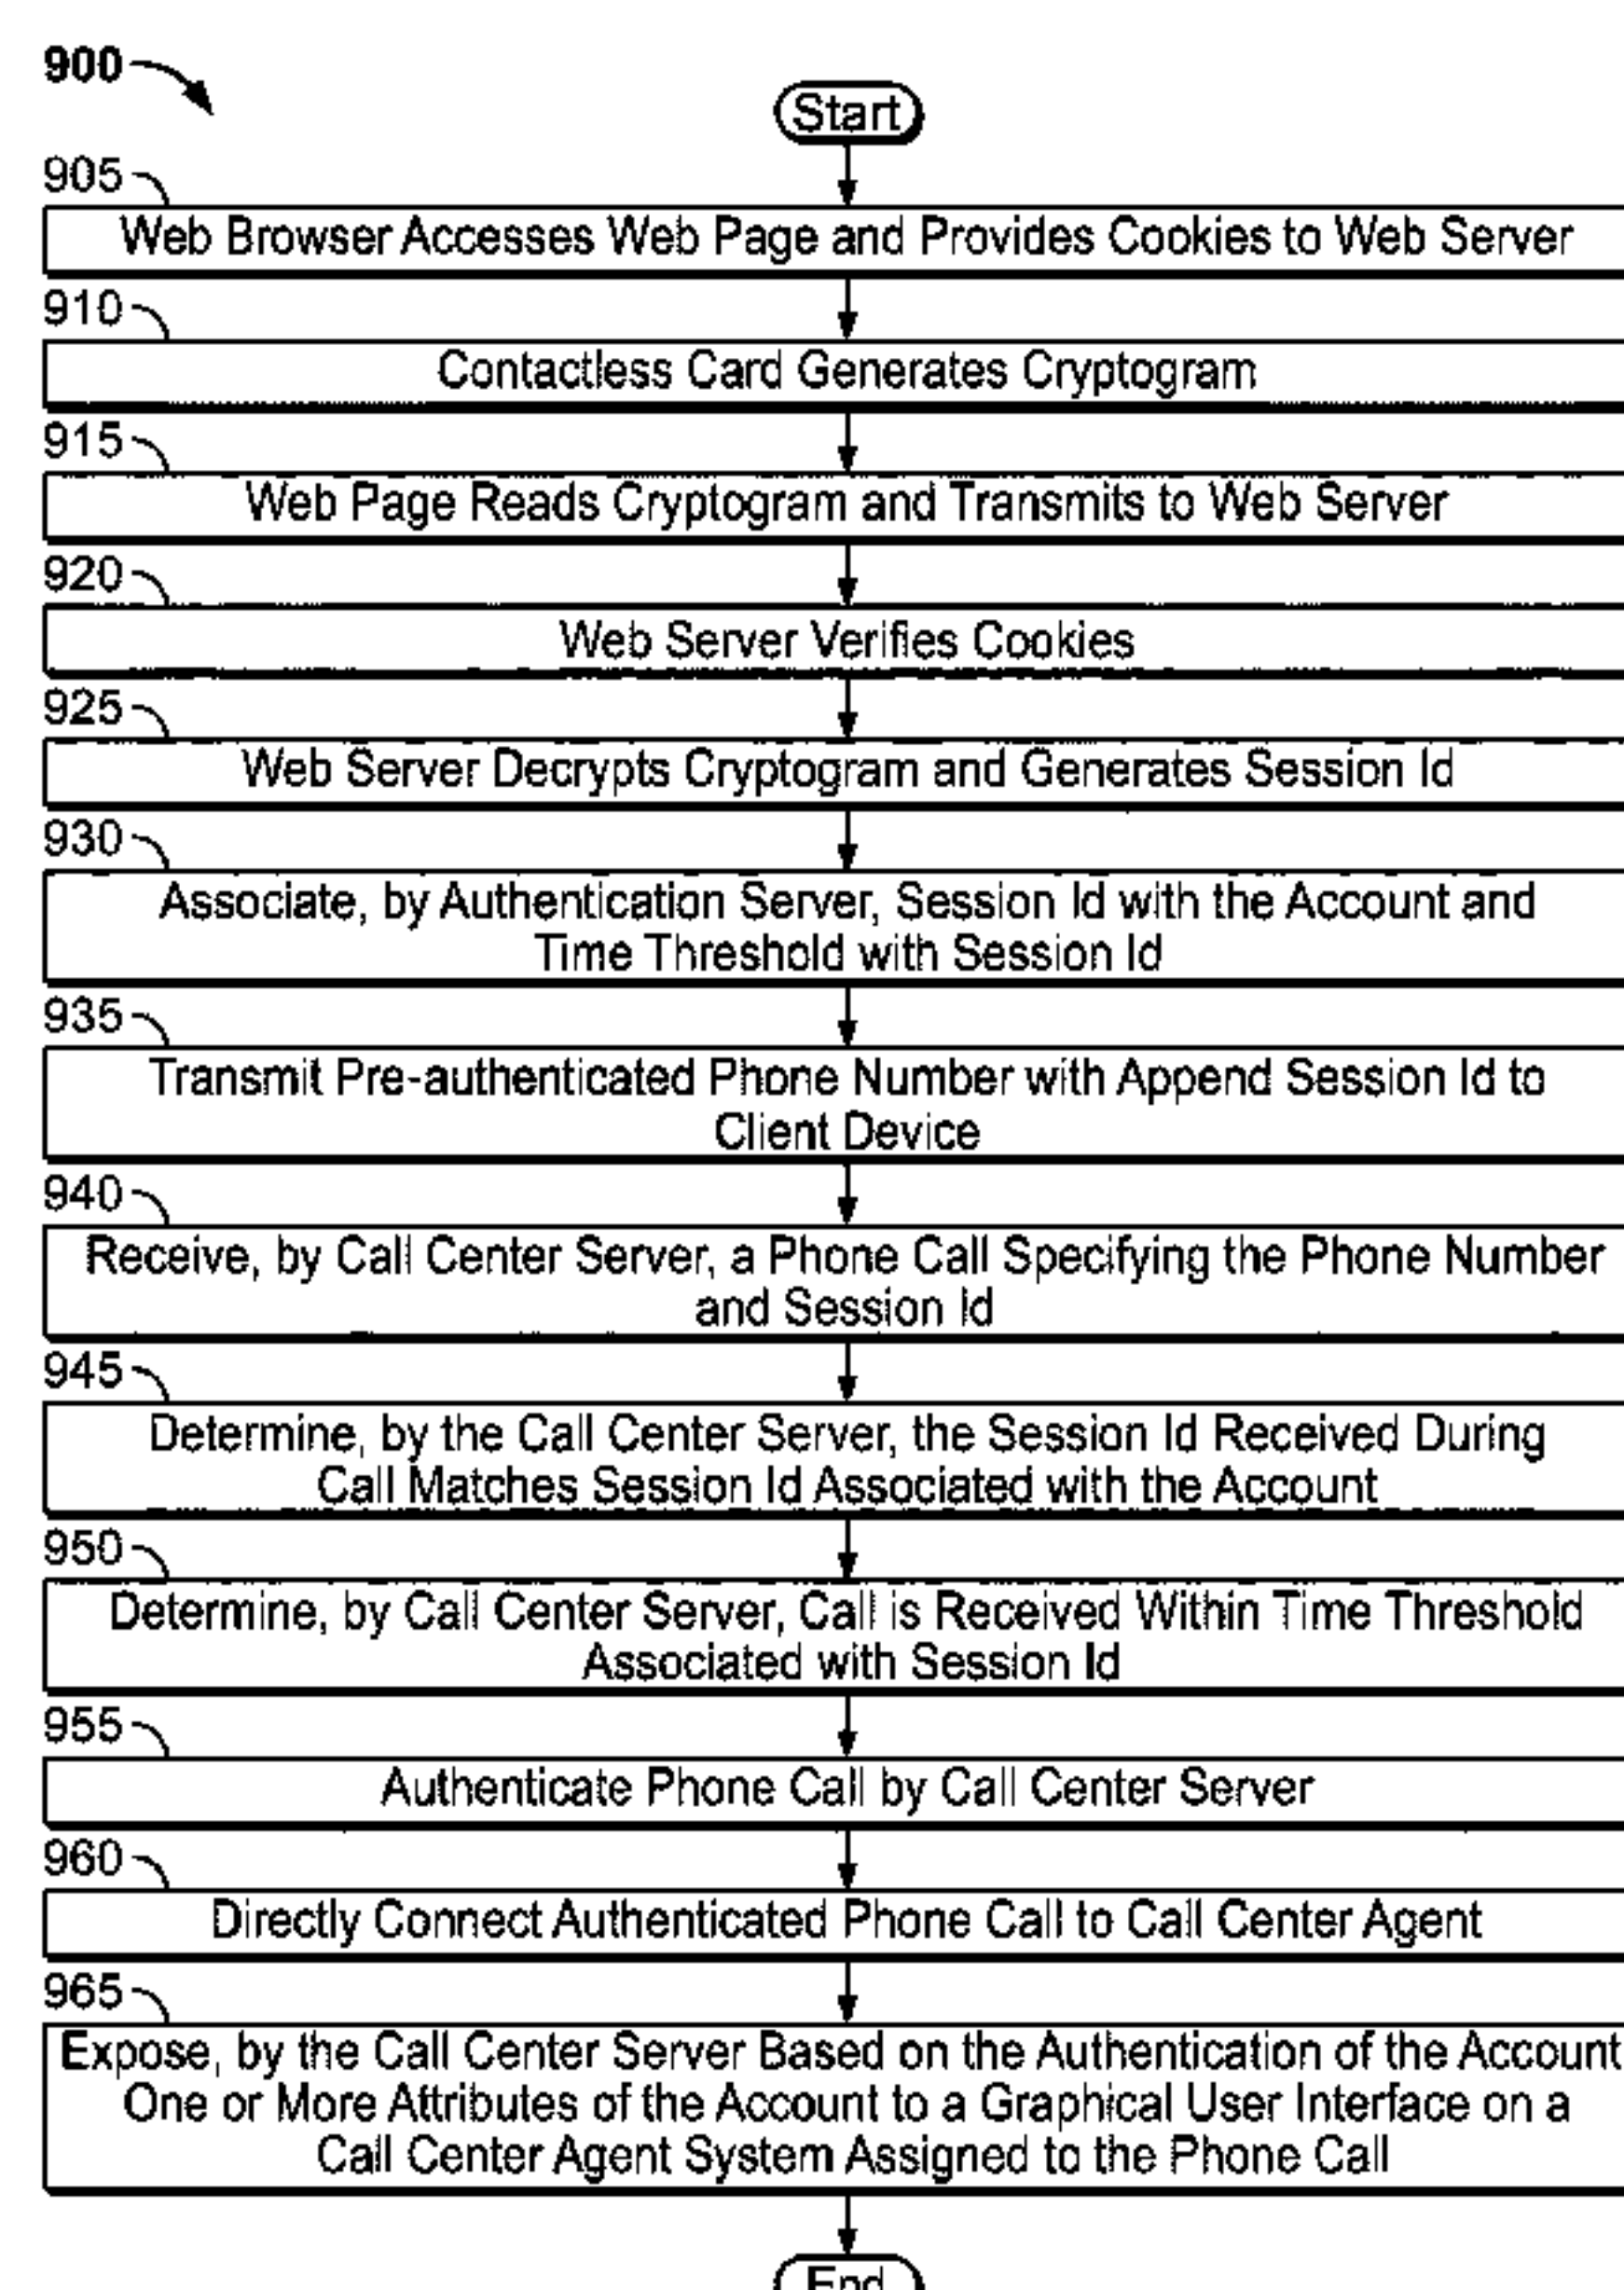 900
Start
905
Web Browser Accesses Web Page and Provides Cookies to Web Server
910
Contactless Card Generates Cryptogram
915
Web Page Reads Cryptogram and Transmits to Web Server
920
Web Server Verifies Cookies
925
Web Server Decrypts Cryptogram and Generates Session Id
930
Associate, by Authentication Server, Session Id with the Account and
Time Threshold with Session Id
935
Transmit Pre-authenticated Phone Number with Append Session Id to
Client Device
940
Receive, by Call Center Server, a Phone Call Specifying the Phone Number
and Session Id
945
Determine, by the Call Center Server, the Session Id Received During
Call Matches Session Id Associated with the Account
950
Determine, by Call Center Server, Call is Received Within Time Threshold
Associated with Session Id
955
Authenticate Phone Call by Call Center Server
960
Directly Connect Authenticated Phone Call to Call Center Agent
965
Expose, by the Call Center Server Based on the Authentication of the Account
One or More Attributes of the Account to a Graphical User Interface on a
Call Center Agent System Assigned to the Phone Call
End